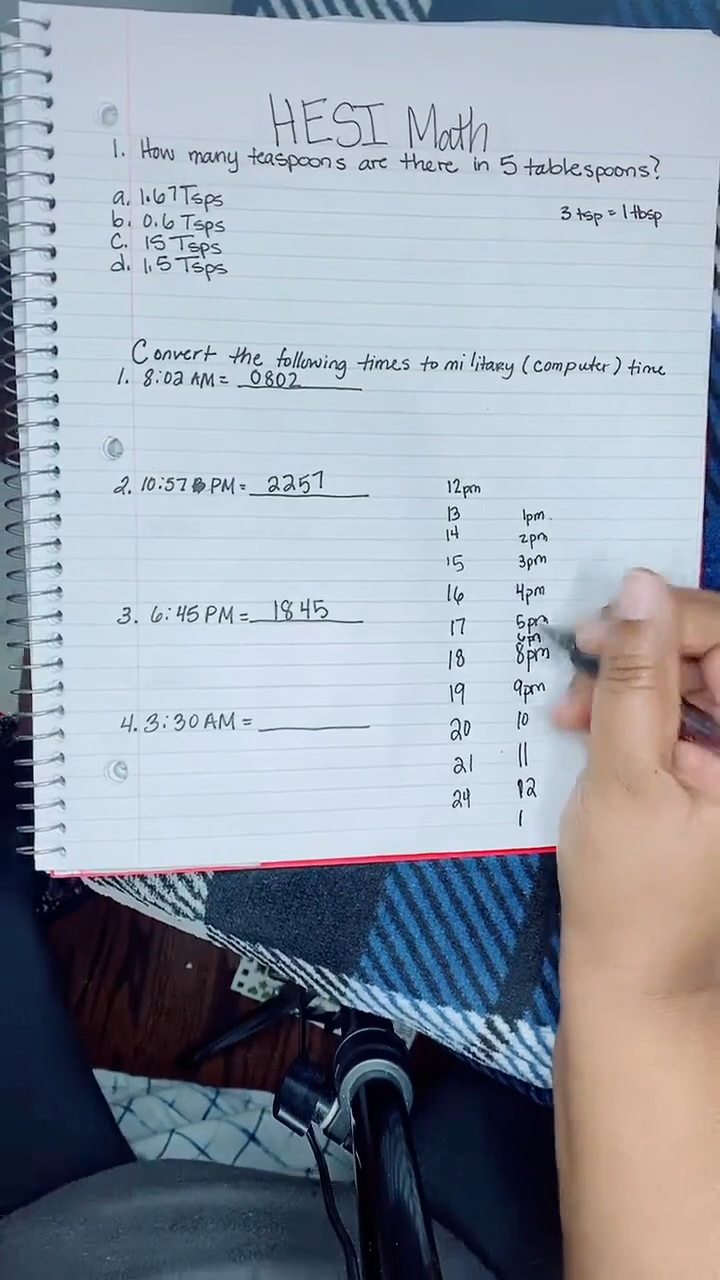 HESI Math
1. How many teaspoons are there in 5 tablespoons?
a. 1.67 Tsps
3 tsp = 1 tbsp
b. 0.6 Tsps
c. 15 Tsps
d. 1.5 Tsps
Convert the following times to military (computer) time
1. 8:02 AM = 0802
2. 10:57 PM = 2257
12pm
13 1pm
14 2pm
15 3pm
16 4pm
3. 6:45 PM = 1845
17 5pm
6m
18 8pm
19 9pm
4. 3:30 AM =
20 10
21 11
24 12
1